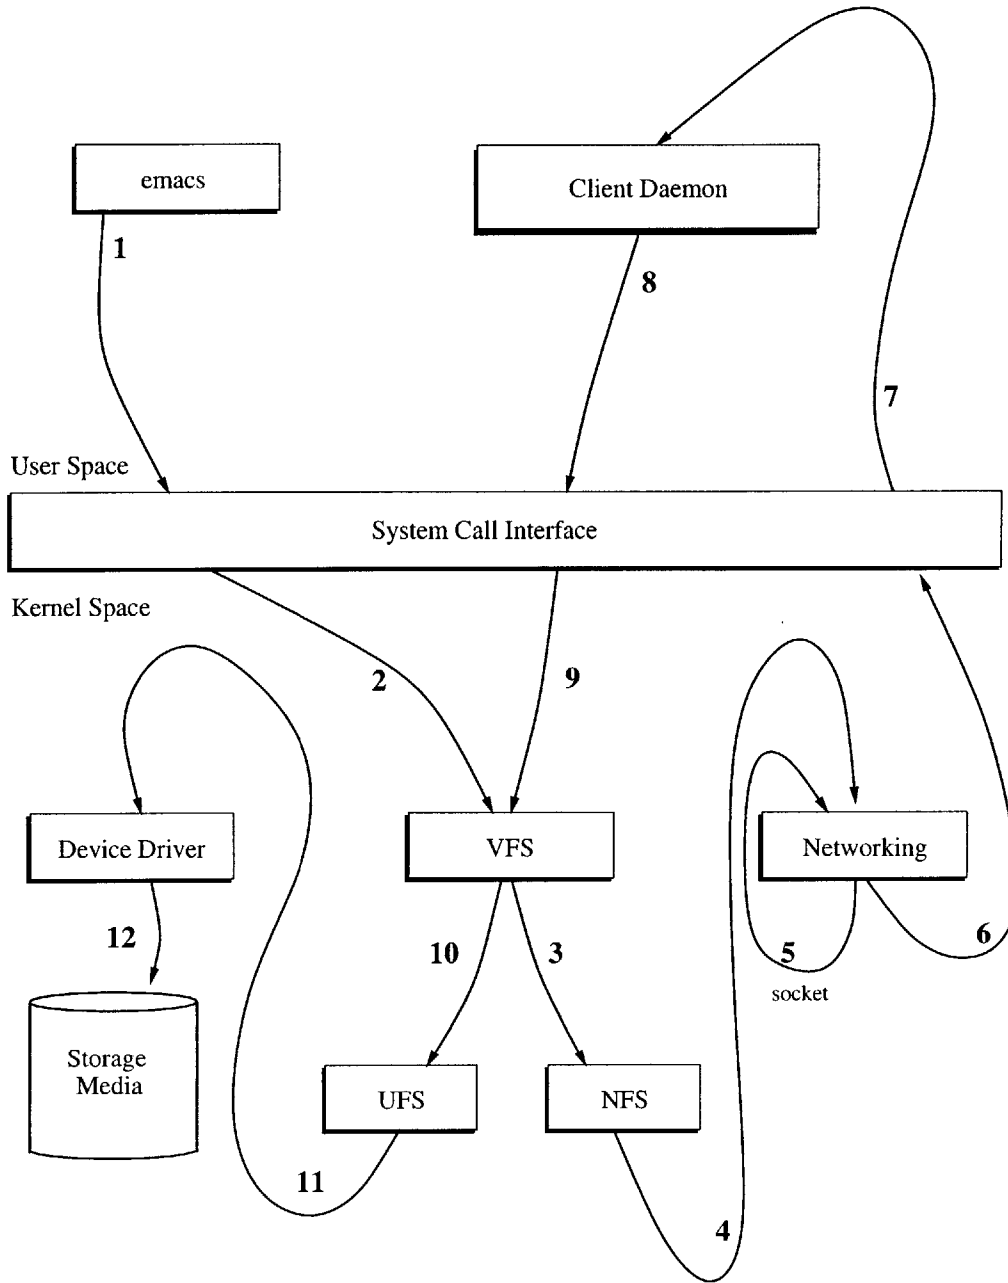 emacs
Client Daemon
1
8
7
User Space
System Call Interface
Kernel Space
2
9
Device Driver
VFS
Networking
12
10
3
5
6
socket
Storage
Media
UFS
NFS
11
4